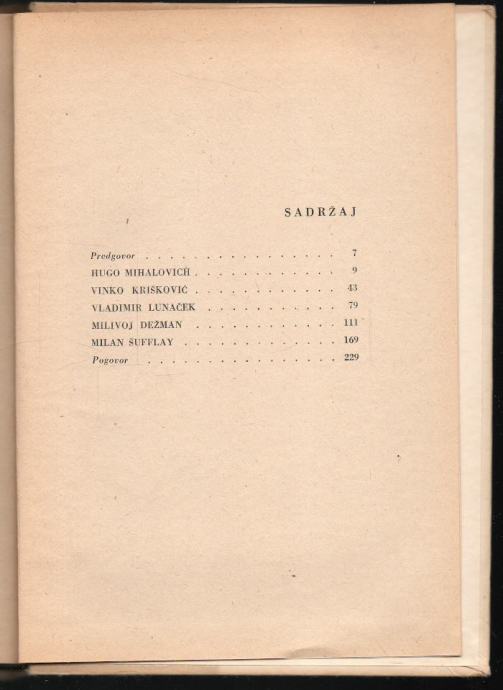 SADRŽAJ
Predgovor . . . . . . . . . . . . . . . . 7
HUGO MIHALOVICH . . . . . . . . . . . . 9
VINKO KRIŠKOVIĆ . . . . . . . . . . . . 43
VLADIMIR LUNAČEK . . . . . . . . . . . 79
MILIVOJ DEŽMAN . . . . . . . . . . . . 111
MILAN ŠUFFLAY . . . . . . . . . . . . . 169
Pogovor . . . . . . . . . . . . . . . . 229